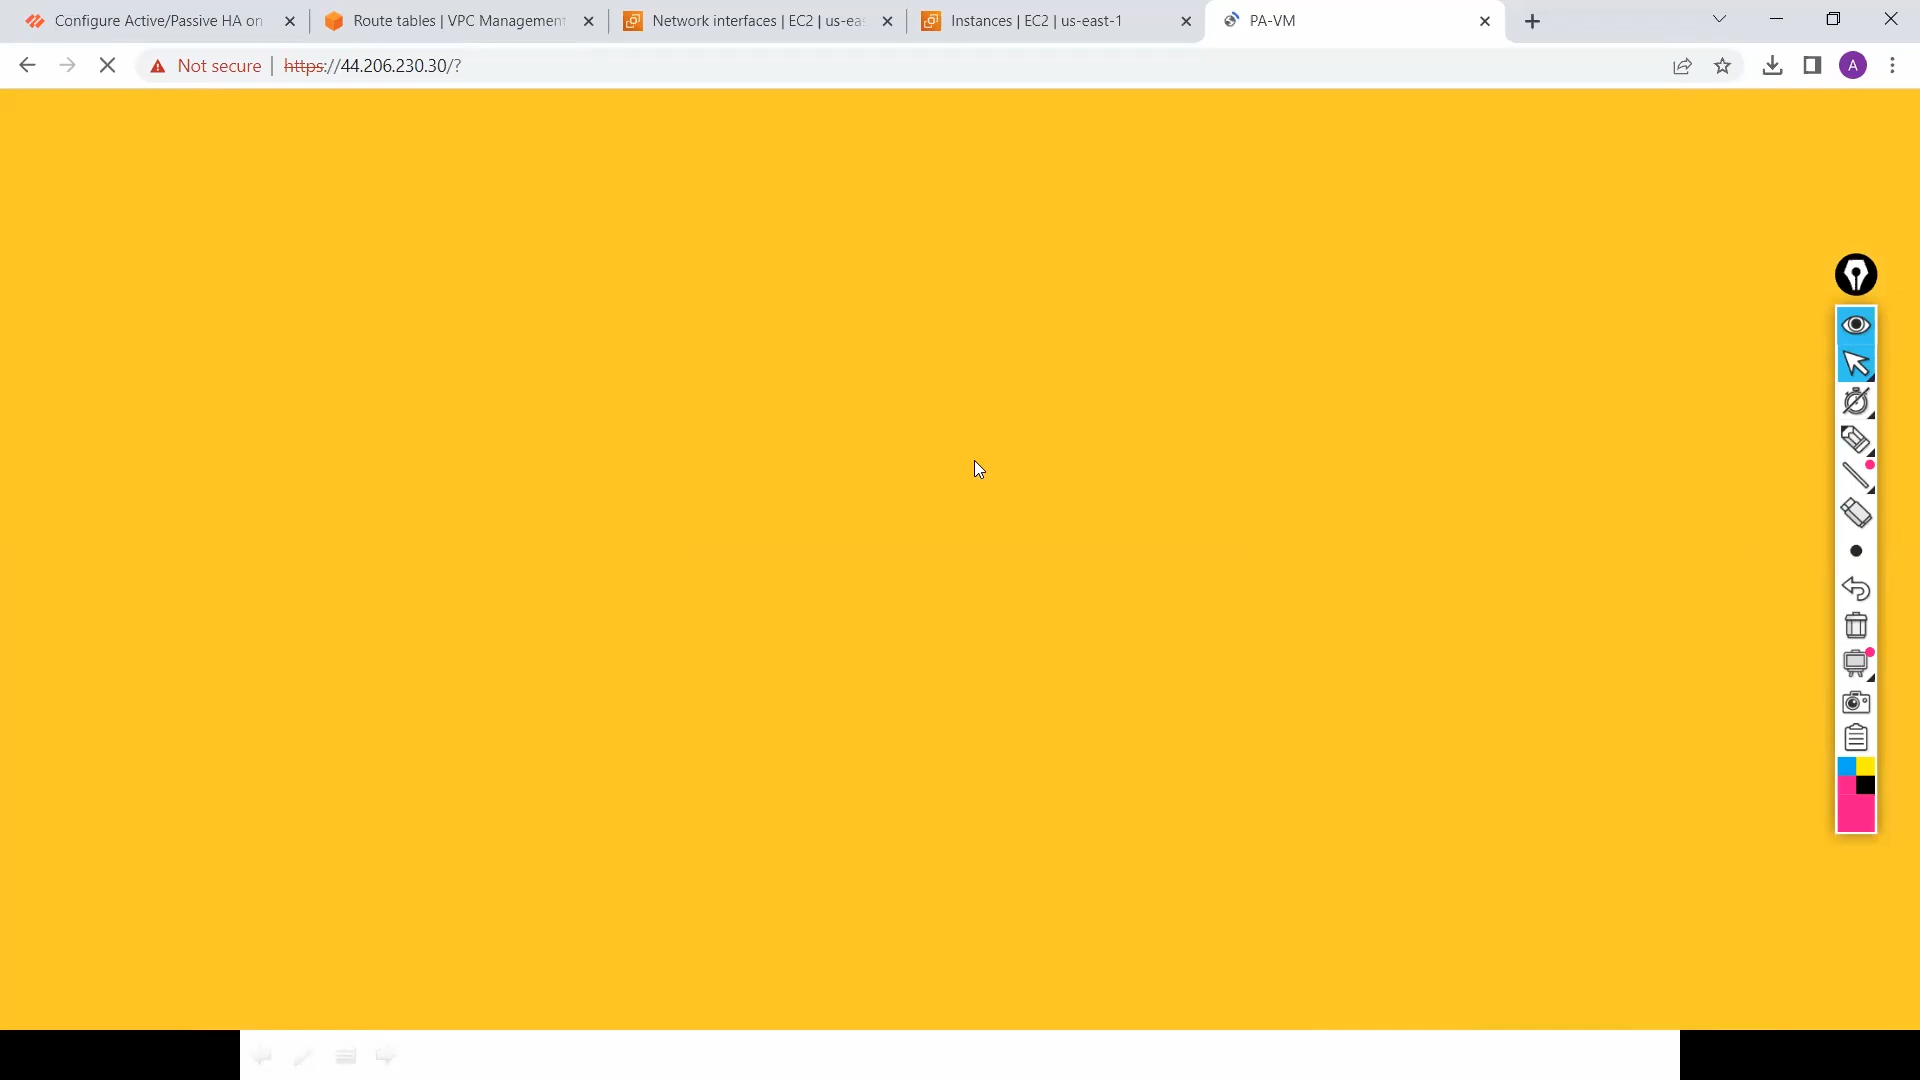 Configure Active/Passive HA on
Route tables | VPC Management
Network interfaces | EC2 | us-eas
Instances | EC2 | us-east-1
PA-VM
Not secure
https://44.206.230.30/?
A